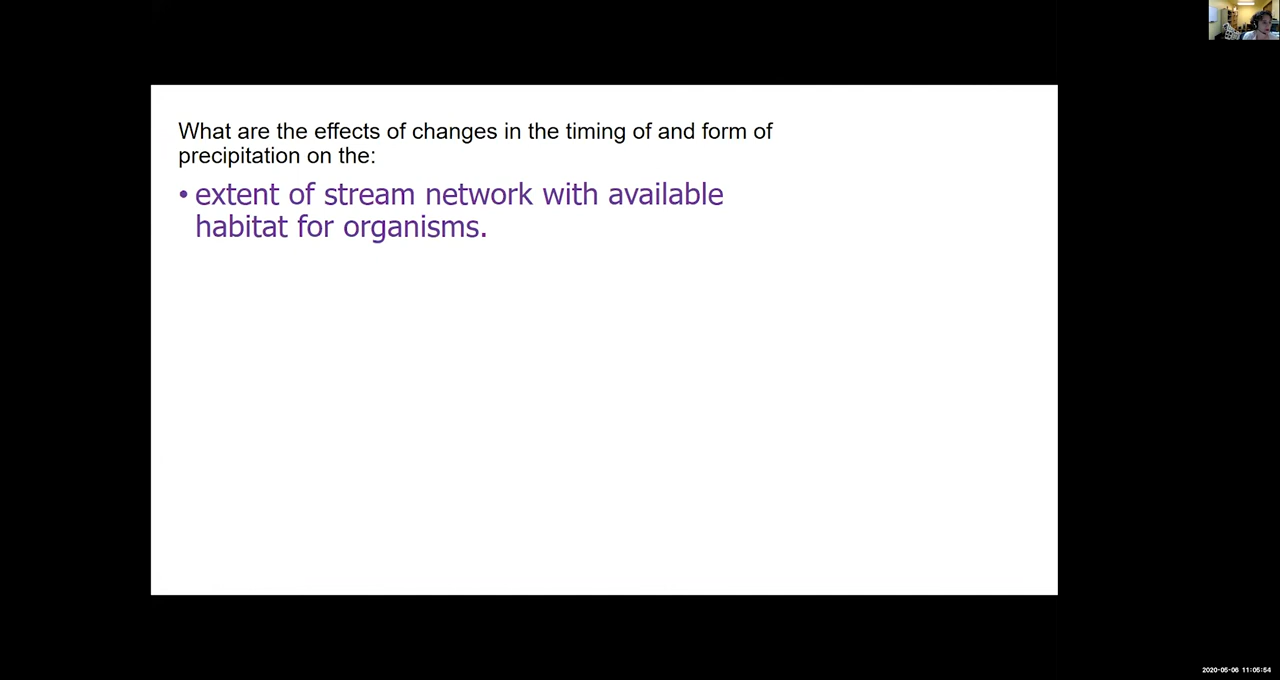 What are the effects of changes in the timing of and form of
precipitation on the:
• extent of stream network with available
habitat for organisms.
2020-05-06 11:05:54